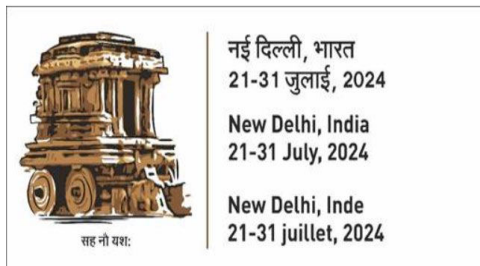 सह नौ यश:
नई दिल्ली, भारत
21-31 जुलाई, 2024
New Delhi, India
21-31 July, 2024
New Delhi, Inde
21-31 juillet, 2024